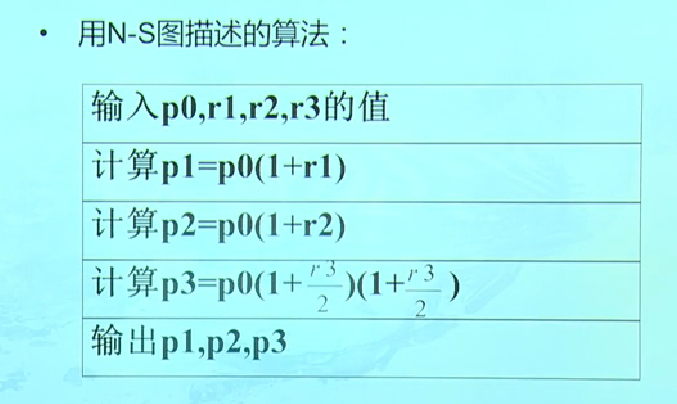 • 用N-S图描述的算法：
输入p0,r1,r2,r3的值
计算p1=p0(1+r1)
计算p2=p0(1+r2)
计算p3=p0(1+r3/2)(1+r3/2)
输出p1,p2,p3